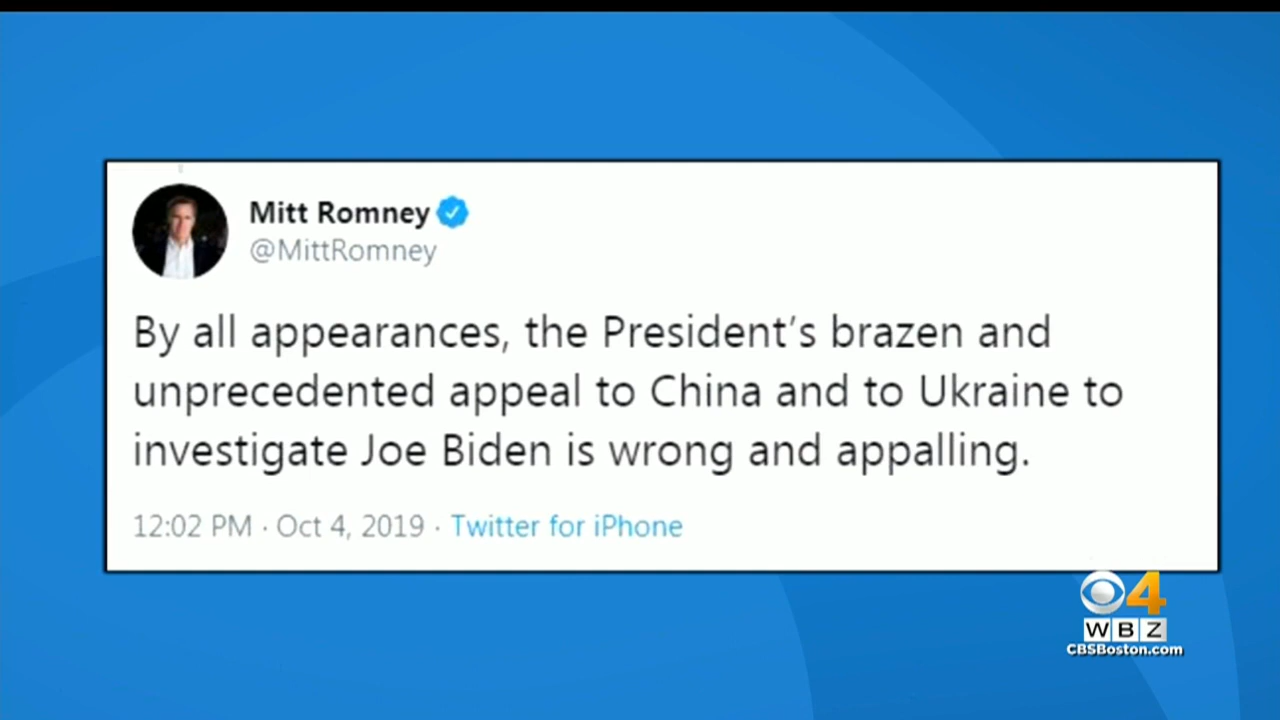 Mitt Romney
@MittRomney
By all appearances, the President's brazen and
unprecedented appeal to China and to Ukraine to
investigate Joe Biden is wrong and appalling.
12:02 PM · Oct 4, 2019 · Twitter for iPhone
4
WBZ
CBSBoston.com